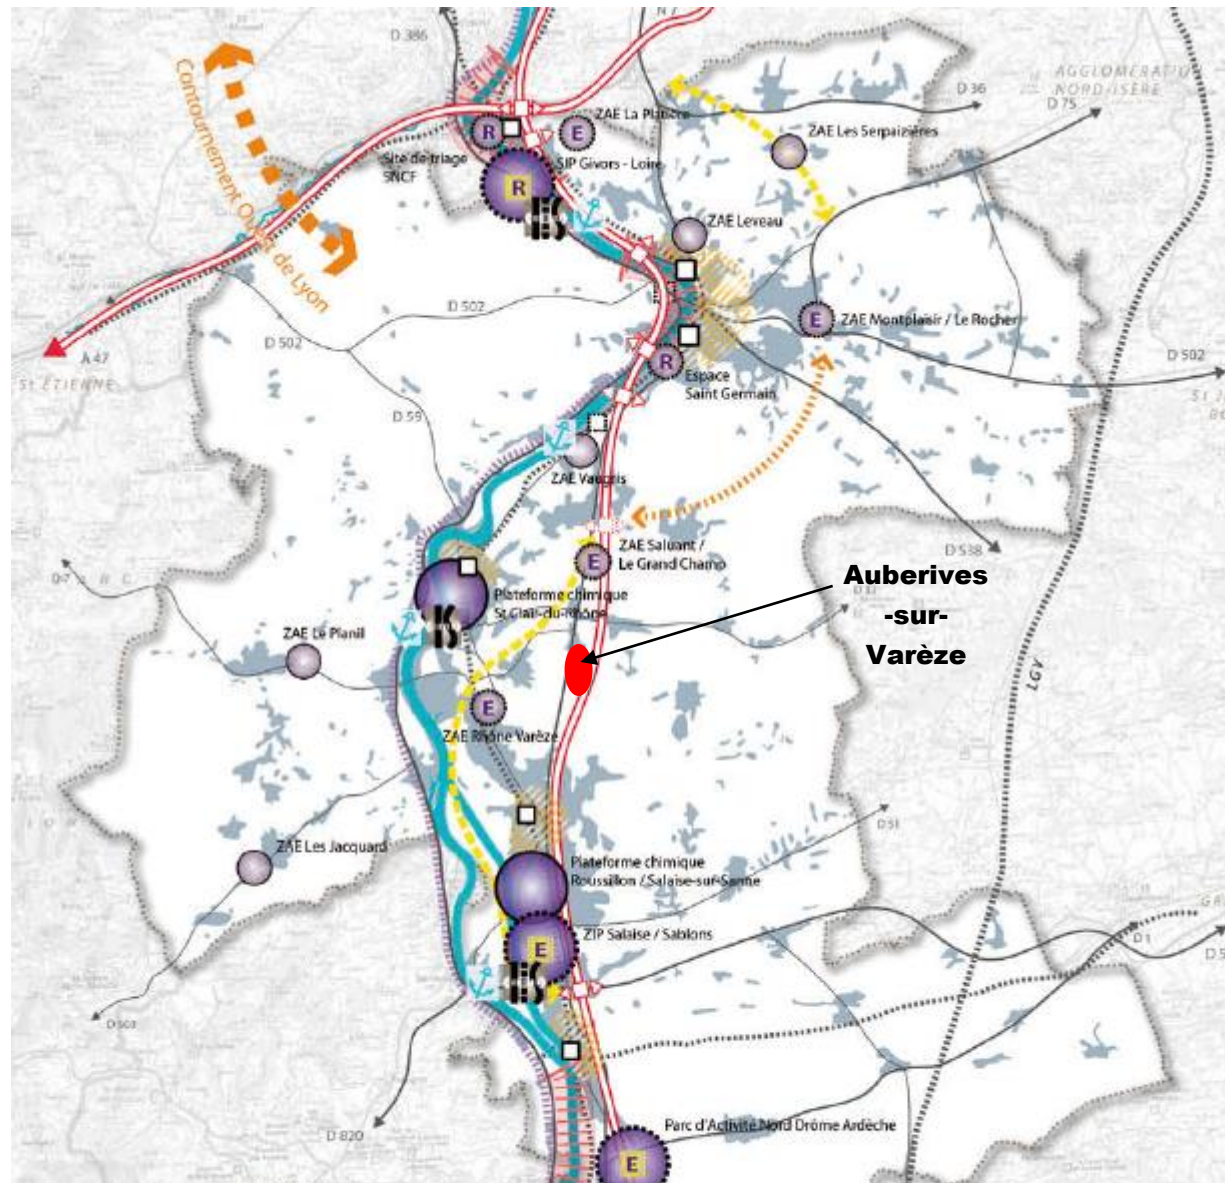 N 7
D 386
AGGLOMÉRATION
NORD-ISÈRE
D 36
D 75
Contournement Ouest de Lyon
ZAE La Platière
R
E
ZAE Les Serpaizières
Site de triage
SNCF
SIP Givors - Loire
R
ZAE Leveau
D 502
E
ZAE Montplaisir / Le Rocher
D 502
D 502
A 47
St ÉTIENNE
R
Espace
Saint Germain
D 59
ZAE Vaugris
ZAE Saluant /
Le Grand Champ
E
D 538
Auberives
-sur-
Varèze
Plateforme chimique
St Clair-du-Rhône
ZAE Le Planil
LGV
E
ZAE Rhône Varèze
D 51
ZAE Les Jacquard
Plateforme chimique
Roussillon / Salaise-sur-Sanne
ZIP Salaise / Sablons
E
D 1
D 503
Parc d'Activité Nord Drôme Ardèche
D 820
E